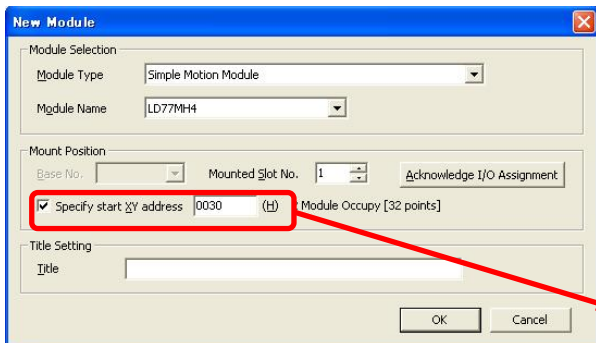 New Module
Module Selection
Module Type Simple Motion Module
Module Name LD77MH4
Mount Position
Base No. Mounted Slot No. 1 Acknowledge I/O Assignment
Specify start XY address 0030 (H) Module Occupy [32 points]
Title Setting
Title
OK Cancel